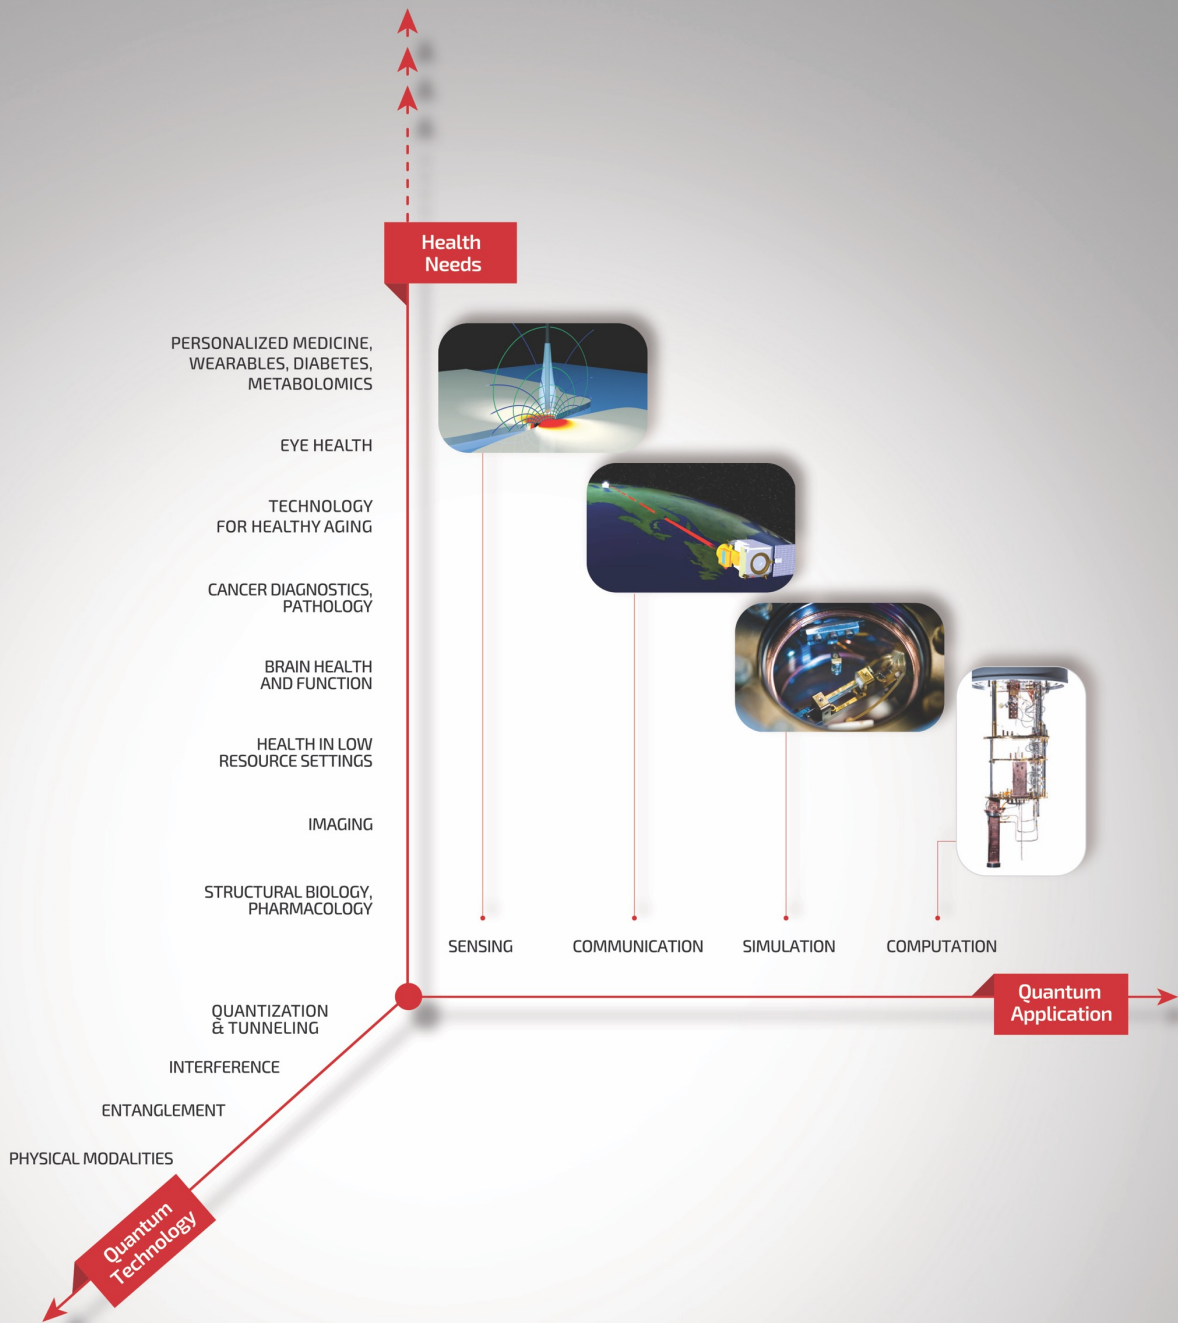 Health
Needs
PERSONALIZED MEDICINE,
WEARABLES, DIABETES,
METABOLOMICS
EYE HEALTH
TECHNOLOGY
FOR HEALTHY AGING
CANCER DIAGNOSTICS,
PATHOLOGY
BRAIN HEALTH
AND FUNCTION
HEALTH IN LOW
RESOURCE SETTINGS
IMAGING
STRUCTURAL BIOLOGY,
PHARMACOLOGY
SENSING
COMMUNICATION
SIMULATION
COMPUTATION
Quantum
Application
QUANTIZATION
& TUNNELING
INTERFERENCE
ENTANGLEMENT
PHYSICAL MODALITIES
Quantum
Technology